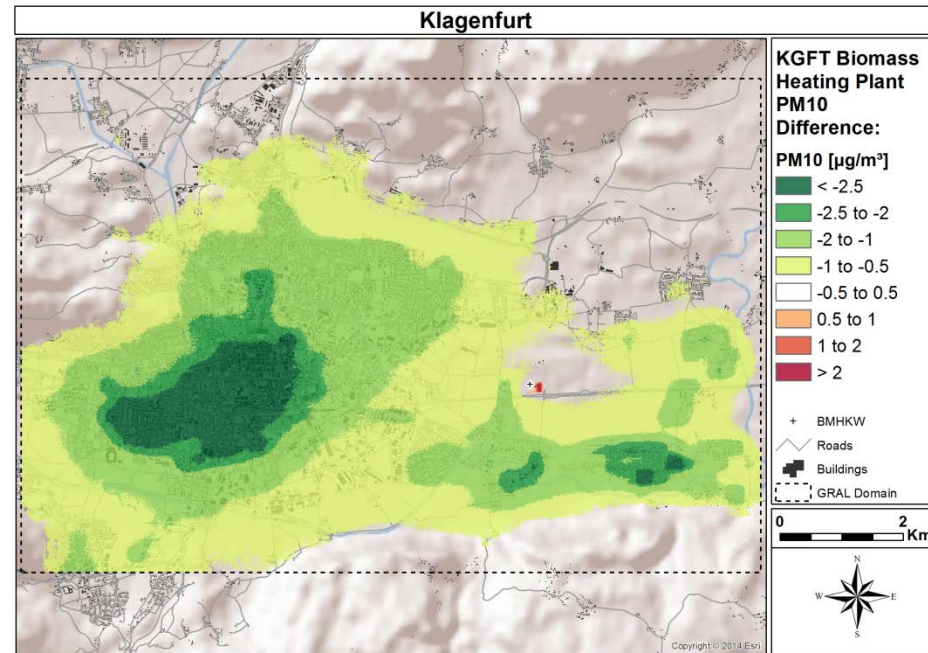 Klagenfurt
KGFT Biomass
Heating Plant
PM10
Difference:
PM10 [µg/m³]
< -2.5
-2.5 to -2
-2 to -1
-1 to -0.5
-0.5 to 0.5
0.5 to 1
1 to 2
> 2
BMHKW
Roads
Buildings
GRAL Domain
0 2
Km
N
W E
S
Copyright © 2014 Esri